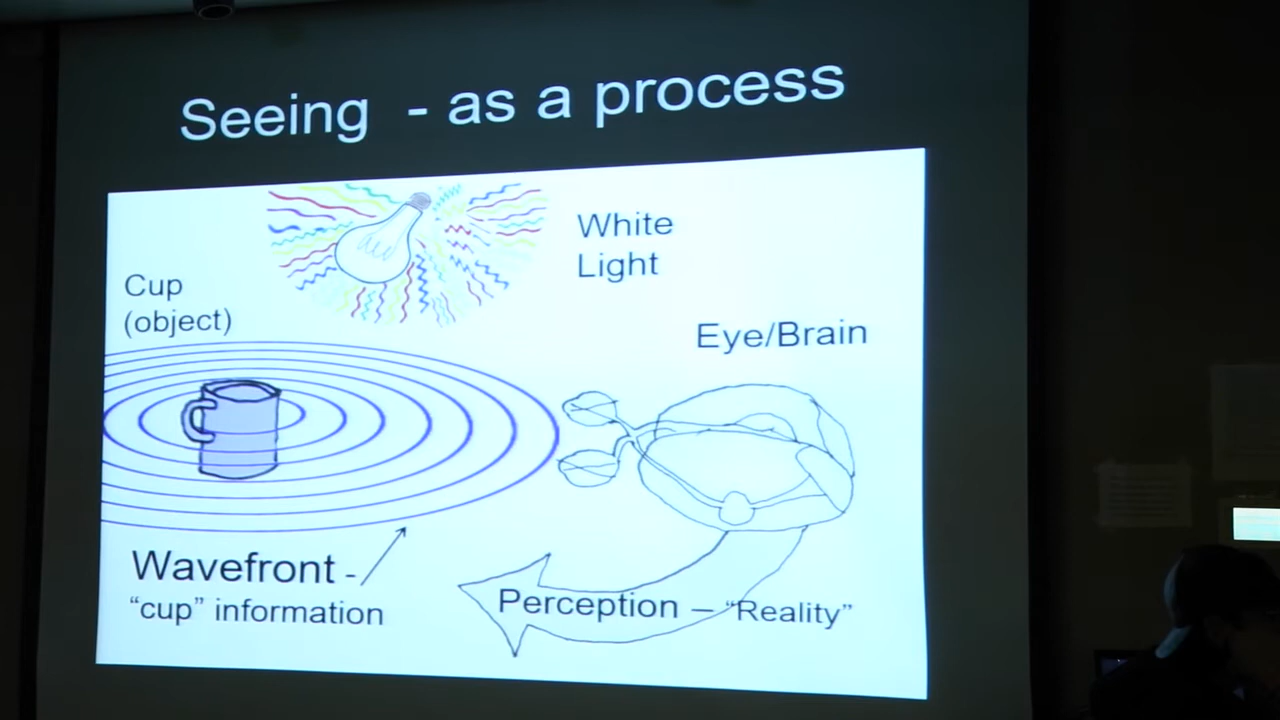 Seeing - as a process
White
Light
Cup
(object)
Eye/Brain
Wavefront -
“cup” information
Perception – “Reality”